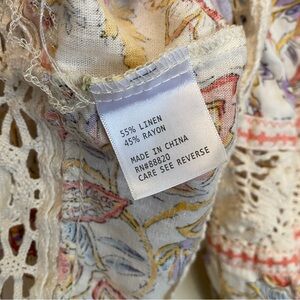 55% LINEN
45% RAYON
MADE IN CHINA
RN#88820
CARE SEE REVERSE